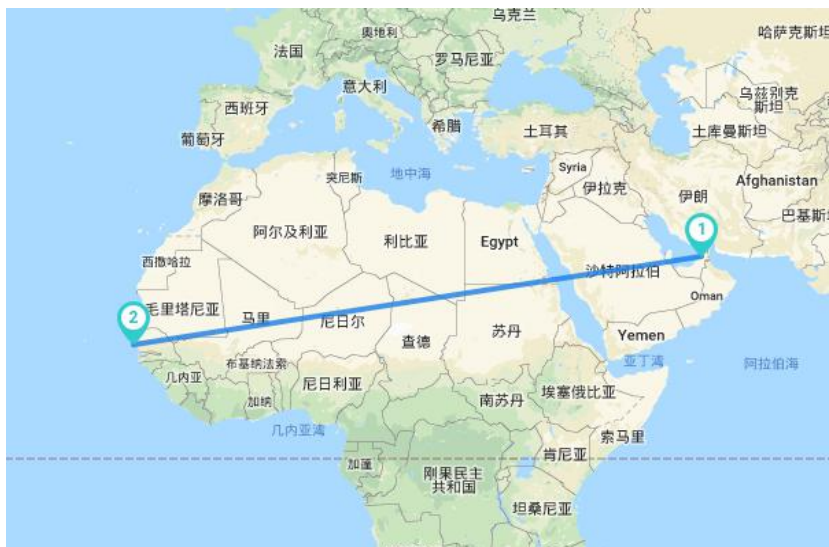 乌克兰
哈萨克斯坦
奥地利
法国
罗马尼亚
意大利
乌兹别克
斯坦
西班牙
希腊
土耳其
土库曼斯坦
葡萄牙
突尼斯
地中海
Syria
伊拉克
伊朗
Afghanistan
摩洛哥
巴基斯
阿尔及利亚
利比亚
Egypt
1
西撒哈拉
沙特阿拉伯
Oman
毛里塔尼亚
马里
尼日尔
2
查德
苏丹
Yemen
亚丁湾
阿拉伯海
布基纳法索
几内亚
尼日利亚
加纳
南苏丹
埃塞俄比亚
几内亚湾
索马里
肯尼亚
加蓬
刚果民主
共和国
坦桑尼亚